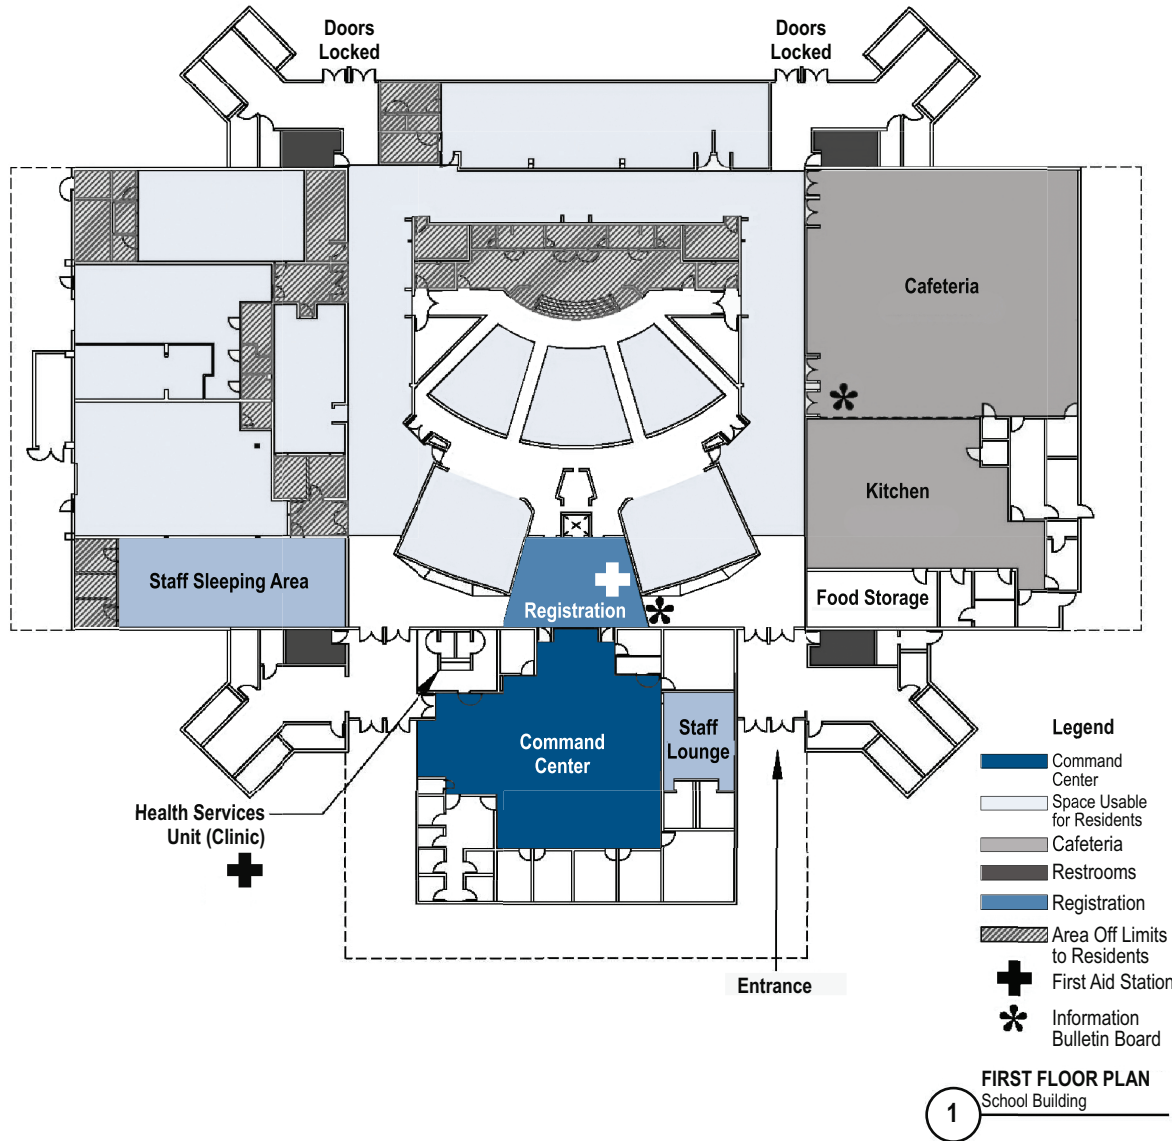 Doors
Locked
Doors
Locked
Cafeteria
Kitchen
Staff Sleeping Area
Registration
Food Storage
Command
Center
Staff
Lounge
Health Services
Unit (Clinic)
Entrance
Legend
Command
Center
Space Usable
for Residents
Cafeteria
Restrooms
Registration
Area Off Limits
to Residents
First Aid Station
Information
Bulletin Board
FIRST FLOOR PLAN
School Building
1